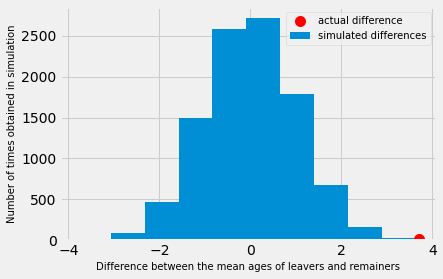 actual difference
simulated differences
Number of times obtained in simulation
2500
2000
1500
1000
500
0
−4
−2
0
2
4
Difference between the mean ages of leavers and remainers